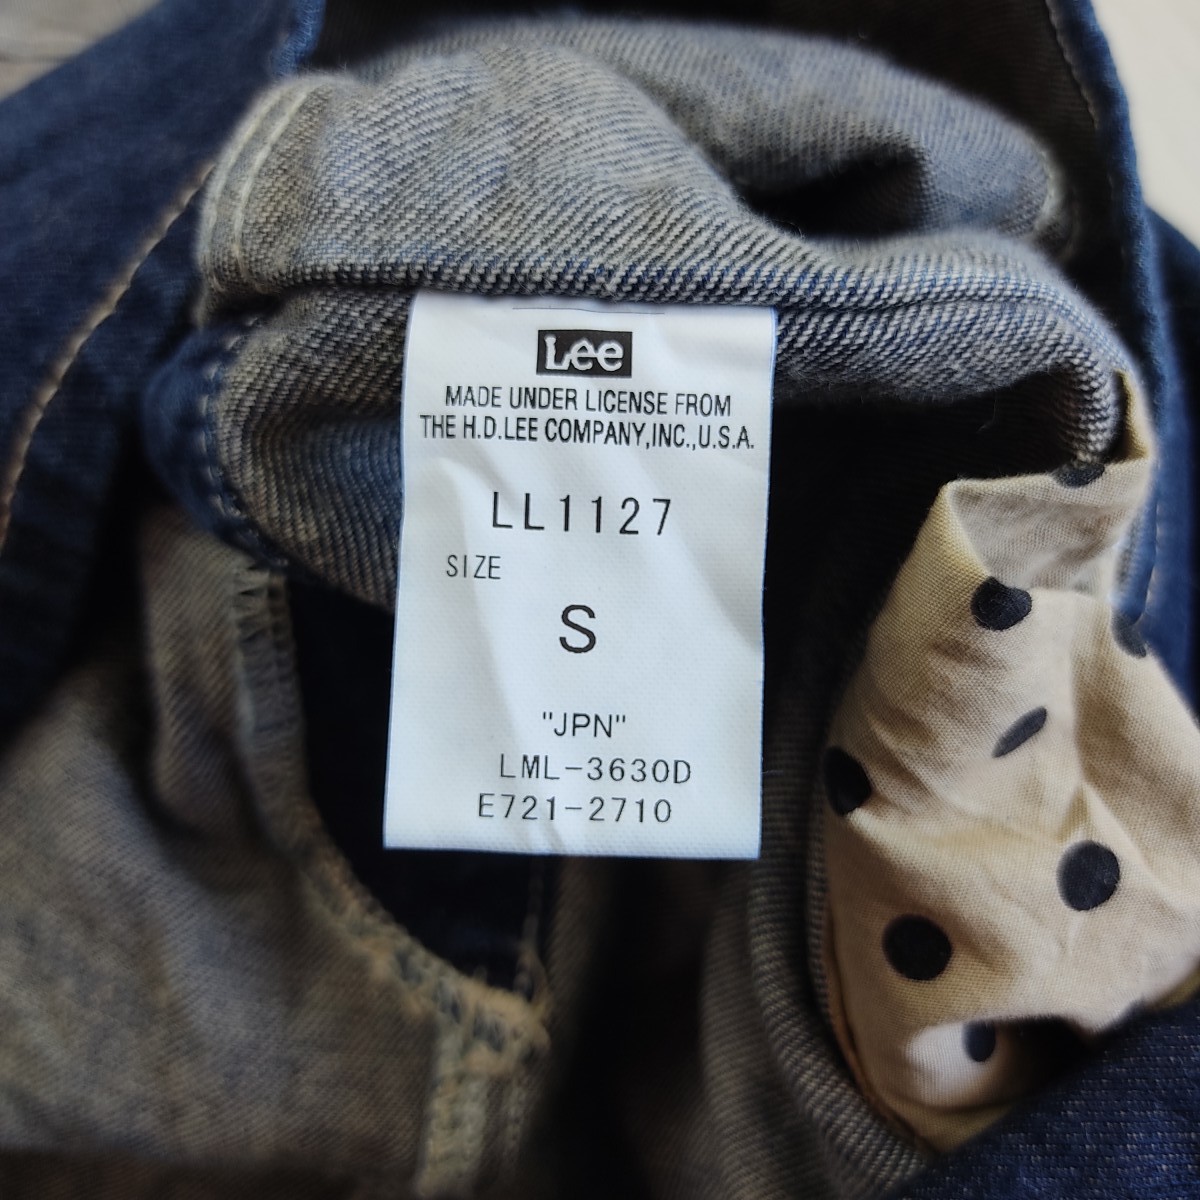 Lee
MADE UNDER LICENSE FROM
THE H.D.LEE COMPANY,INC.,U.S.A.
LL1127
SIZE
S
"JPN"
LML-3630D
E721-2710